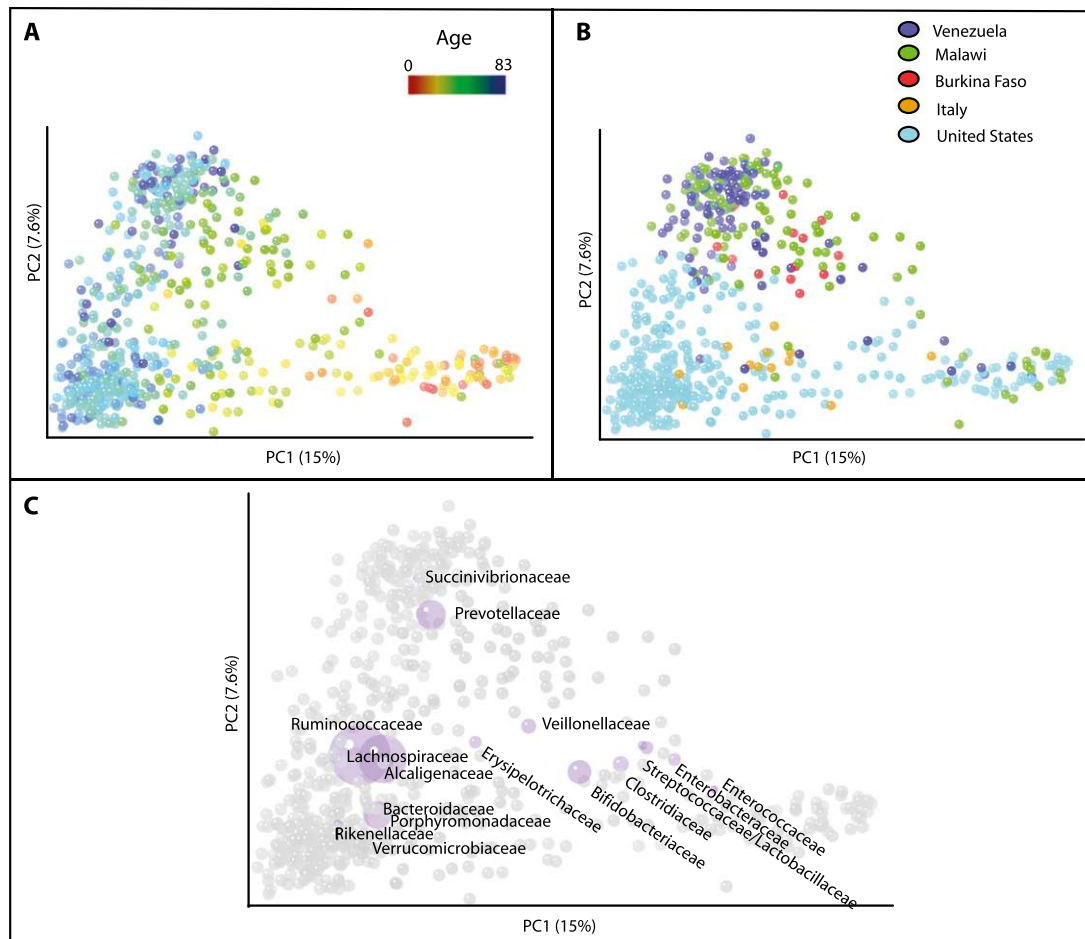 A
Age
0 83
PC2 (7.6%)
PC1 (15%)
B
Venezuela
Malawi
Burkina Faso
Italy
United States
PC2 (7.6%)
PC1 (15%)
C
Succinivibrionaceae
Prevotellaceae
Ruminococcaceae
Veillonellaceae
Lachnospiraceae
Alcaligenaceae
Erysipelotrichaceae
Bacteroidaceae
Porphyromonadaceae
Rikenellaceae
Verrucomicrobiaceae
Bifidobacteriaceae
Clostridiaceae
Streptococcaceae/Lactobacillaceae
Enterobacteraceae
Enterococcaceae
PC2 (7.6%)
PC1 (15%)